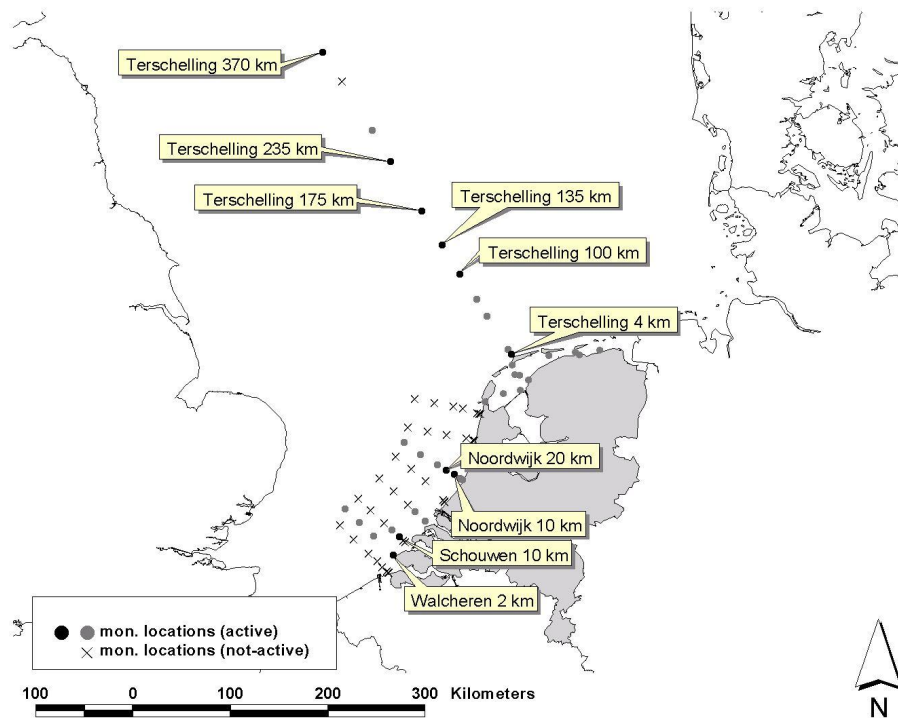 Terschelling 370 km
Terschelling 235 km
Terschelling 175 km
Terschelling 135 km
Terschelling 100 km
Terschelling 4 km
Noordwijk 20 km
Noordwijk 10 km
Schouwen 10 km
Walcheren 2 km
mon. locations (active)
mon. locations (not-active)
100 0 100 200 300 Kilometers
N